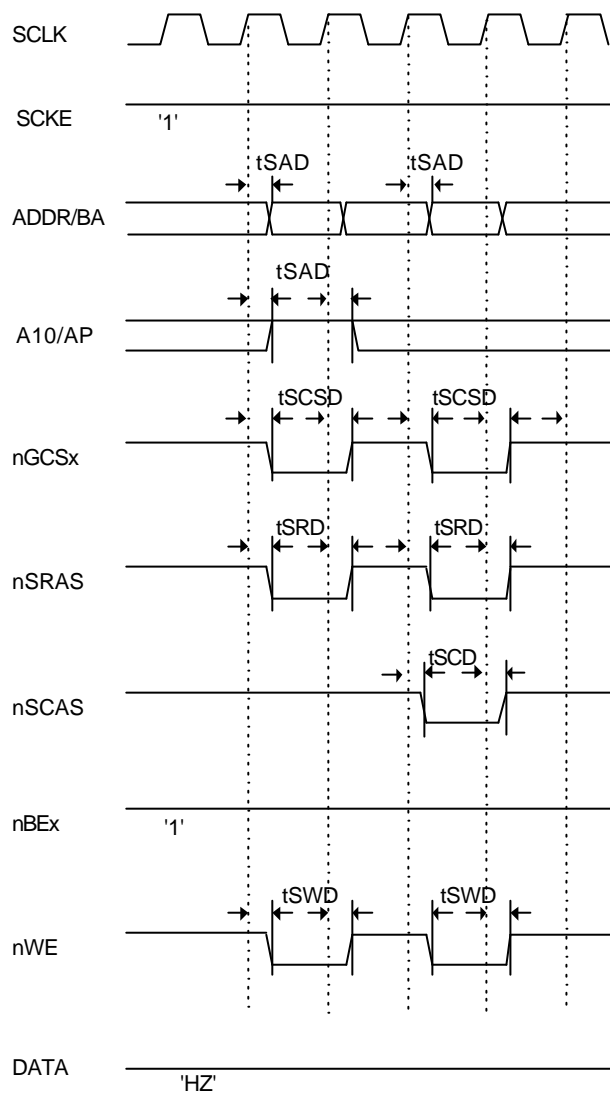 SCLK
SCKE
'1'
tSAD tSAD
ADDR/BA
tSAD
A10/AP
tSCSD tSCSD
nGCSx
tSRD tSRD
nSRAS
tSCD
nSCAS
nBEx
'1'
tSWD tSWD
nWE
DATA
'HZ'